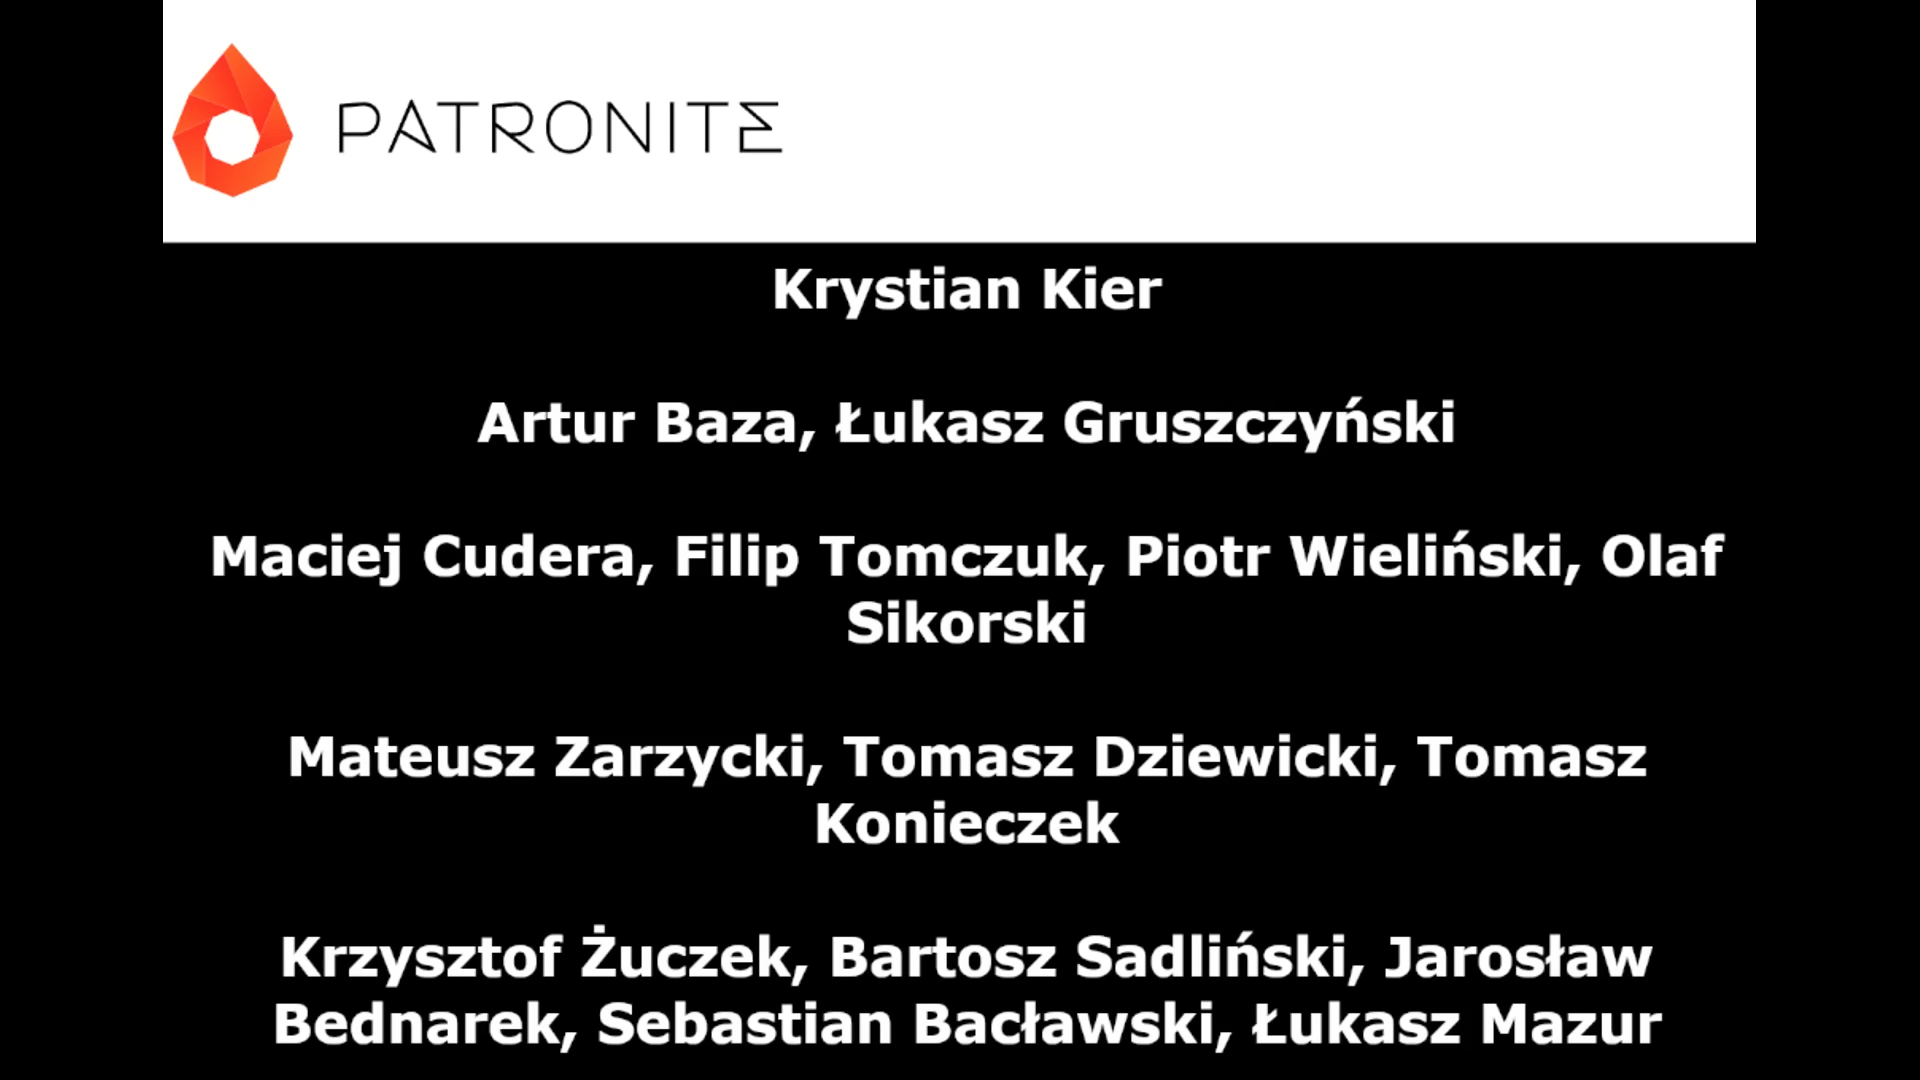 PATRONITE
Krystian Kier
Artur Baza, Łukasz Gruszczyński
Maciej Cudera, Filip Tomczuk, Piotr Wieliński, Olaf
Sikorski
Mateusz Zarzycki, Tomasz Dziewicki, Tomasz
Konieczek
Krzysztof Żuczek, Bartosz Sadliński, Jarosław
Bednarek, Sebastian Bacławski, Łukasz Mazur